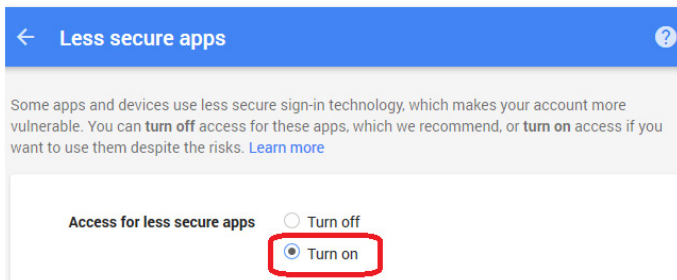 Less secure apps
Some apps and devices use less secure sign-in technology, which makes your account more
vulnerable. You can turn off access for these apps, which we recommend, or turn on access if you
want to use them despite the risks. Learn more
Access for less secure apps
Turn off
Turn on